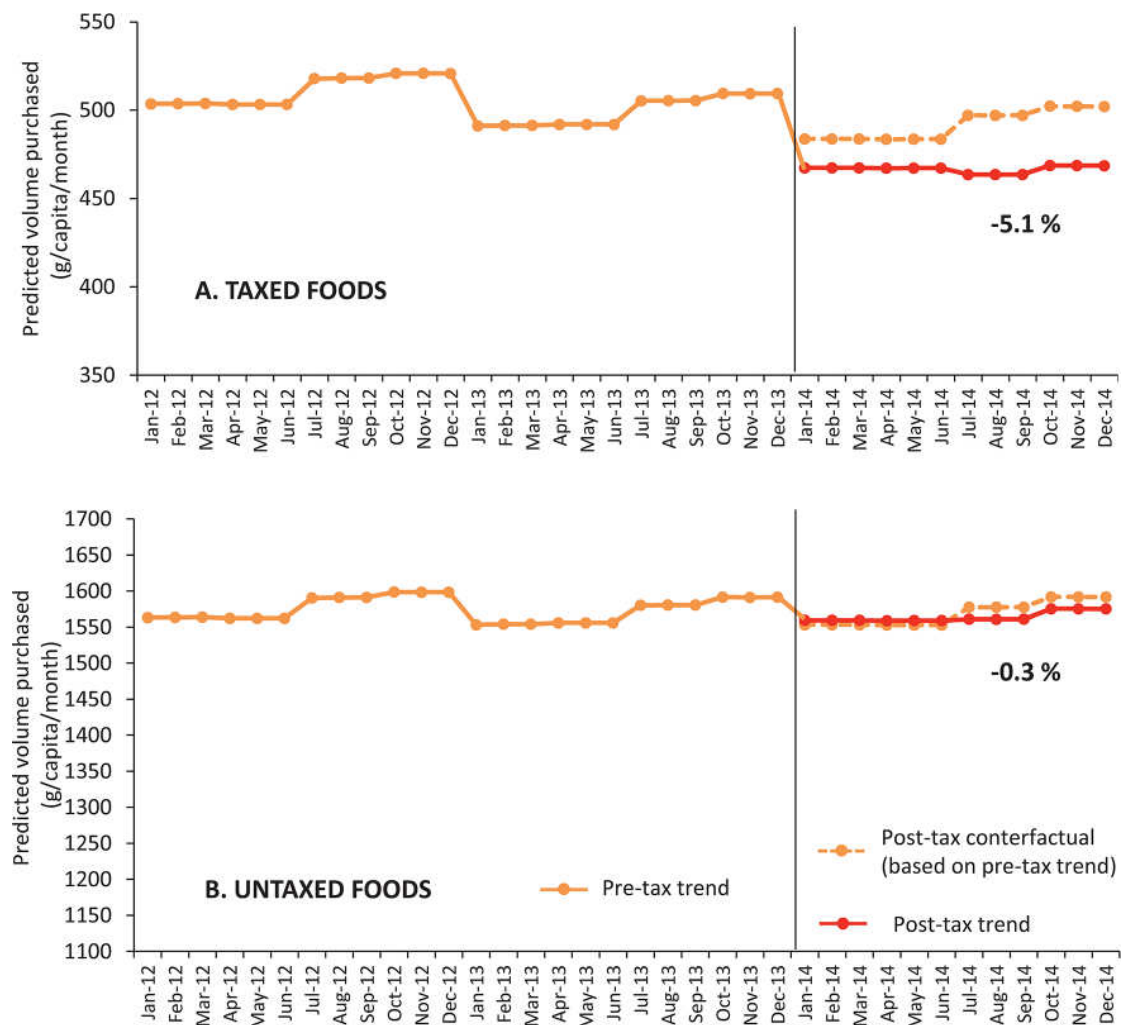 Predicted volume purchased
(g/capita/month)
550
500
450
400
350
-5.1 %
A. TAXED FOODS
Jan-12
Feb-12
Mar-12
Apr-12
May-12
Jun-12
Jul-12
Aug-12
Sep-12
Oct-12
Nov-12
Dec-12
Jan-13
Feb-13
Mar-13
Apr-13
May-13
Jun-13
Jul-13
Aug-13
Sep-13
Oct-13
Nov-13
Dec-13
Jan-14
Feb-14
Mar-14
Apr-14
May-14
Jun-14
Jul-14
Aug-14
Sep-14
Oct-14
Nov-14
Dec-14
Predicted volume purchased
(g/capita/month)
1700
1650
1600
1550
1500
1450
1400
1350
1300
1250
1200
1150
1100
-0.3 %
B. UNTAXED FOODS
Pre-tax trend
Post-tax conterfactual
(based on pre-tax trend)
Post-tax trend
Jan-12
Feb-12
Mar-12
Apr-12
May-12
Jun-12
Jul-12
Aug-12
Sep-12
Oct-12
Nov-12
Dec-12
Jan-13
Feb-13
Mar-13
Apr-13
May-13
Jun-13
Jul-13
Aug-13
Sep-13
Oct-13
Nov-13
Dec-13
Jan-14
Feb-14
Mar-14
Apr-14
May-14
Jun-14
Jul-14
Aug-14
Sep-14
Oct-14
Nov-14
Dec-14